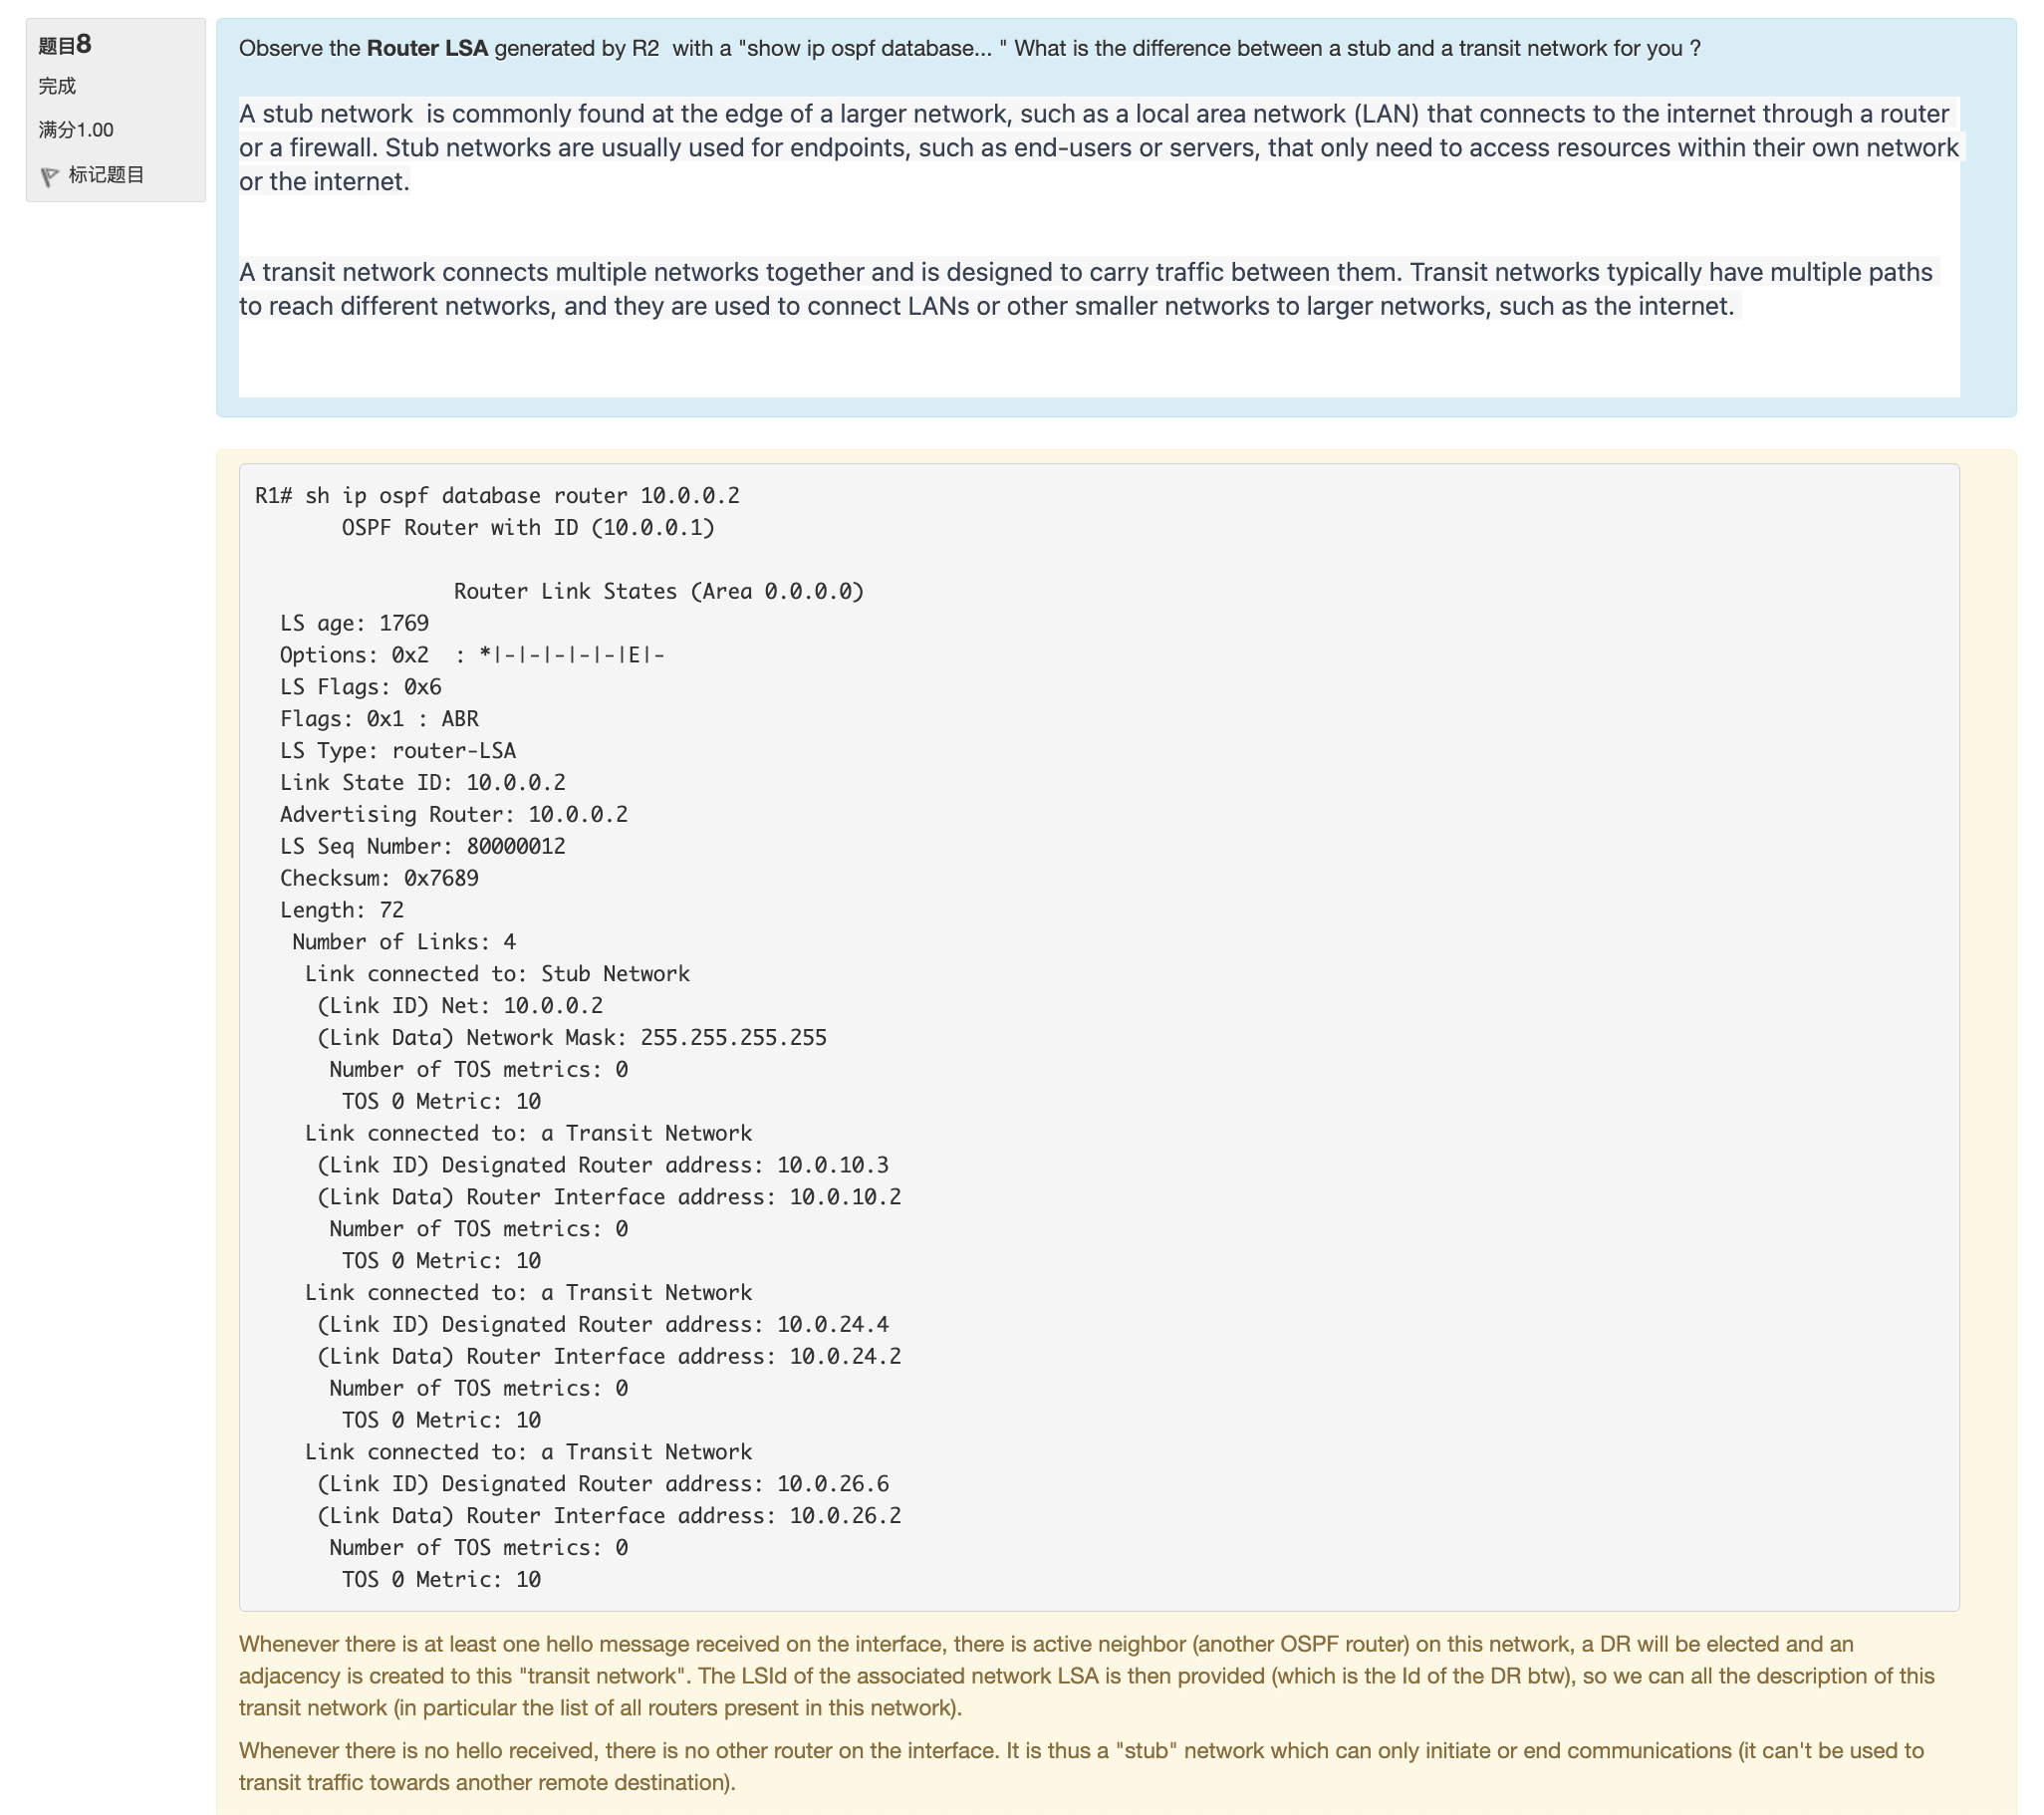 题目8
完成
满分1.00
标记题目
Observe the Router LSA generated by R2  with a "show ip ospf database... " What is the difference between a stub and a transit network for you ?
A stub network  is commonly found at the edge of a larger network, such as a local area network (LAN) that connects to the internet through a router
or a firewall. Stub networks are usually used for endpoints, such as end-users or servers, that only need to access resources within their own network
or the internet.
A transit network connects multiple networks together and is designed to carry traffic between them. Transit networks typically have multiple paths
to reach different networks, and they are used to connect LANs or other smaller networks to larger networks, such as the internet.
R1# sh ip ospf database router 10.0.0.2
       OSPF Router with ID (10.0.0.1)
                Router Link States (Area 0.0.0.0)
  LS age: 1769
  Options: 0x2  : *|-|-|-|-|-|E|-
  LS Flags: 0x6
  Flags: 0x1 : ABR
  LS Type: router-LSA
  Link State ID: 10.0.0.2
  Advertising Router: 10.0.0.2
  LS Seq Number: 80000012
  Checksum: 0x7689
  Length: 72
   Number of Links: 4
    Link connected to: Stub Network
     (Link ID) Net: 10.0.0.2
     (Link Data) Network Mask: 255.255.255.255
      Number of TOS metrics: 0
       TOS 0 Metric: 10
    Link connected to: a Transit Network
     (Link ID) Designated Router address: 10.0.10.3
     (Link Data) Router Interface address: 10.0.10.2
      Number of TOS metrics: 0
       TOS 0 Metric: 10
    Link connected to: a Transit Network
     (Link ID) Designated Router address: 10.0.24.4
     (Link Data) Router Interface address: 10.0.24.2
      Number of TOS metrics: 0
       TOS 0 Metric: 10
    Link connected to: a Transit Network
     (Link ID) Designated Router address: 10.0.26.6
     (Link Data) Router Interface address: 10.0.26.2
      Number of TOS metrics: 0
       TOS 0 Metric: 10
Whenever there is at least one hello message received on the interface, there is active neighbor (another OSPF router) on this network, a DR will be elected and an
adjacency is created to this "transit network". The LSId of the associated network LSA is then provided (which is the Id of the DR btw), so we can all the description of this
transit network (in particular the list of all routers present in this network).
Whenever there is no hello received, there is no other router on the interface. It is thus a "stub" network which can only initiate or end communications (it can't be used to
transit traffic towards another remote destination).